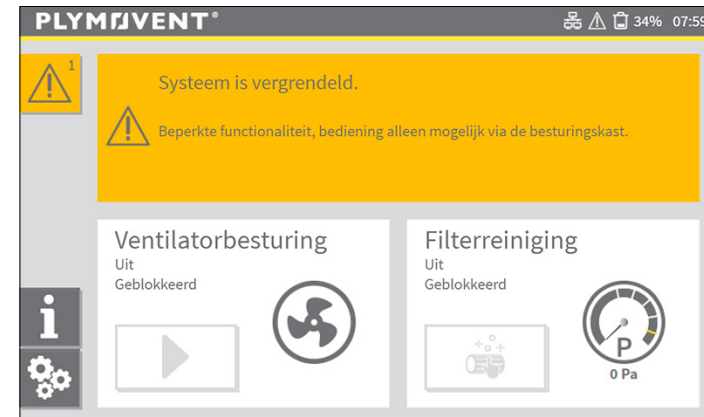 PLYMOVENT®
34% 07:59
1
Systeem is vergrendeld.
Beperkte functionaliteit, bediening alleen mogelijk via de besturingskast.
Ventilatorbesturing
Uit
Geblokkeerd
Filterreiniging
Uit
Geblokkeerd
P
0 Pa
i